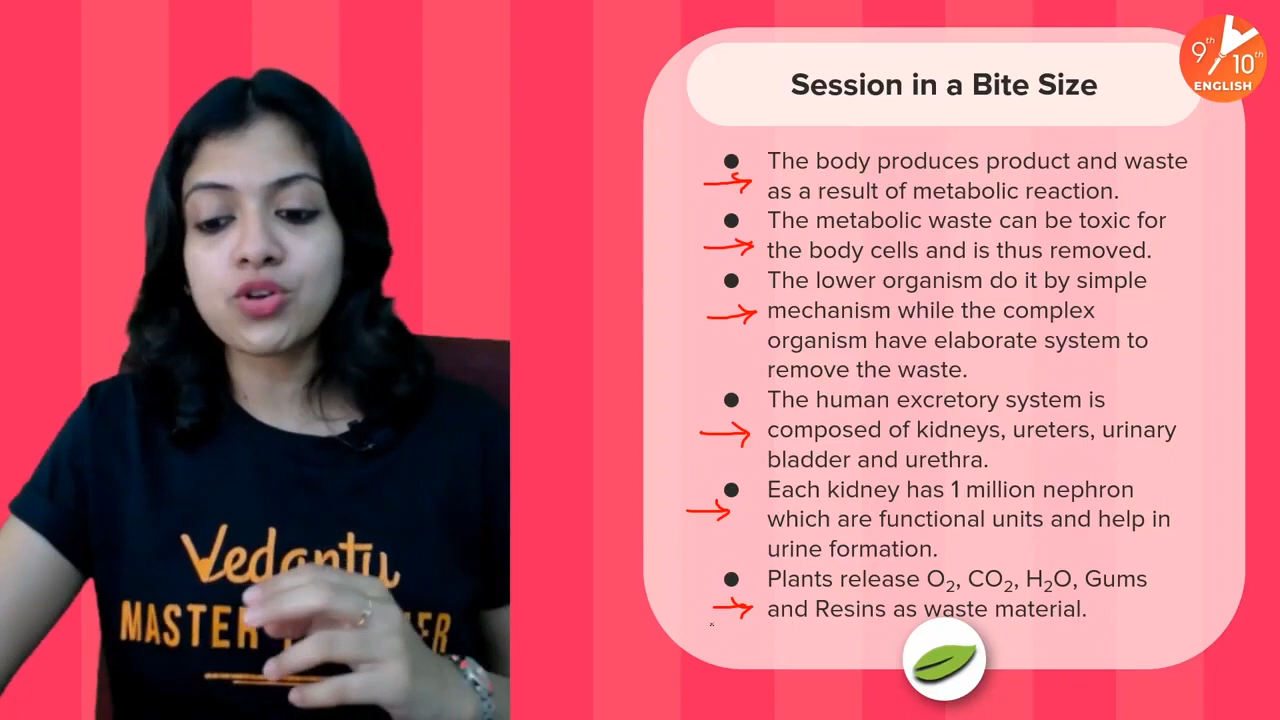 Session in a Bite Size
9th
10th
ENGLISH
● The body produces product and waste
as a result of metabolic reaction.
● The metabolic waste can be toxic for
the body cells and is thus removed.
● The lower organism do it by simple
mechanism while the complex
organism have elaborate system to
remove the waste.
● The human excretory system is
composed of kidneys, ureters, urinary
bladder and urethra.
● Each kidney has 1 million nephron
which are functional units and help in
urine formation.
● Plants release O₂, CO₂, H₂O, Gums
and Resins as waste material.
Vedantu
MASTER